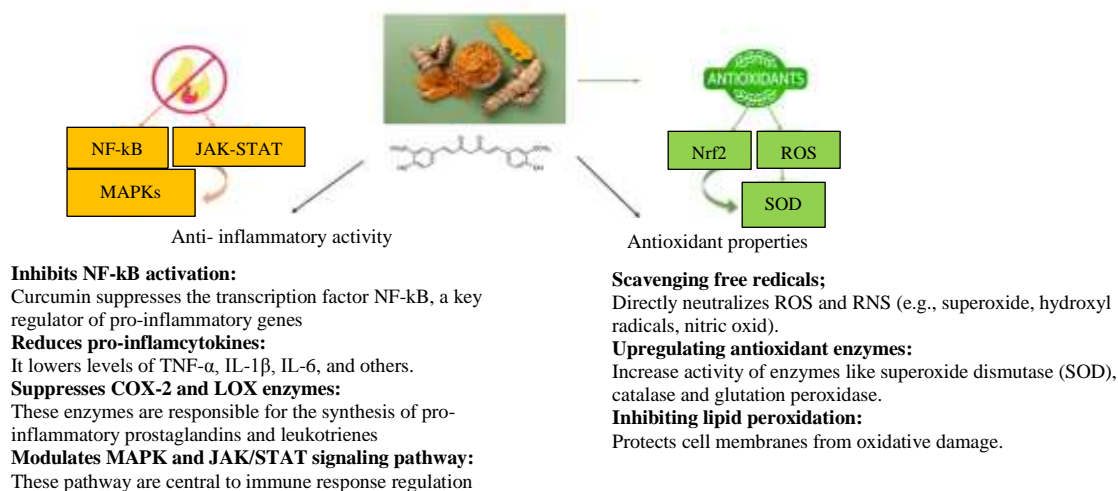 ANTIOXIDANTS
NF-kB
JAK-STAT
MAPKs
Nrf2
ROS
SOD
Anti- inflammatory activity
Antioxidant properties
Inhibits NF-kB activation:
Curcumin suppresses the transcription factor NF-kB, a key
regulator of pro-inflammatory genes
Reduces pro-inflamcytokines:
It lowers levels of TNF-α, IL-1β, IL-6, and others.
Suppresses COX-2 and LOX enzymes:
These enzymes are responsible for the synthesis of pro-
inflammatory prostaglandins and leukotrienes
Modulates MAPK and JAK/STAT signaling pathway:
These pathway are central to immune response regulation
Scavenging free redicals;
Directly neutralizes ROS and RNS (e.g., superoxide, hydroxyl
radicals, nitric oxid).
Upregulating antioxidant enzymes:
Increase activity of enzymes like superoxide dismutase (SOD),
catalase and glutation peroxidase.
Inhibiting lipid peroxidation:
Protects cell membranes from oxidative damage.